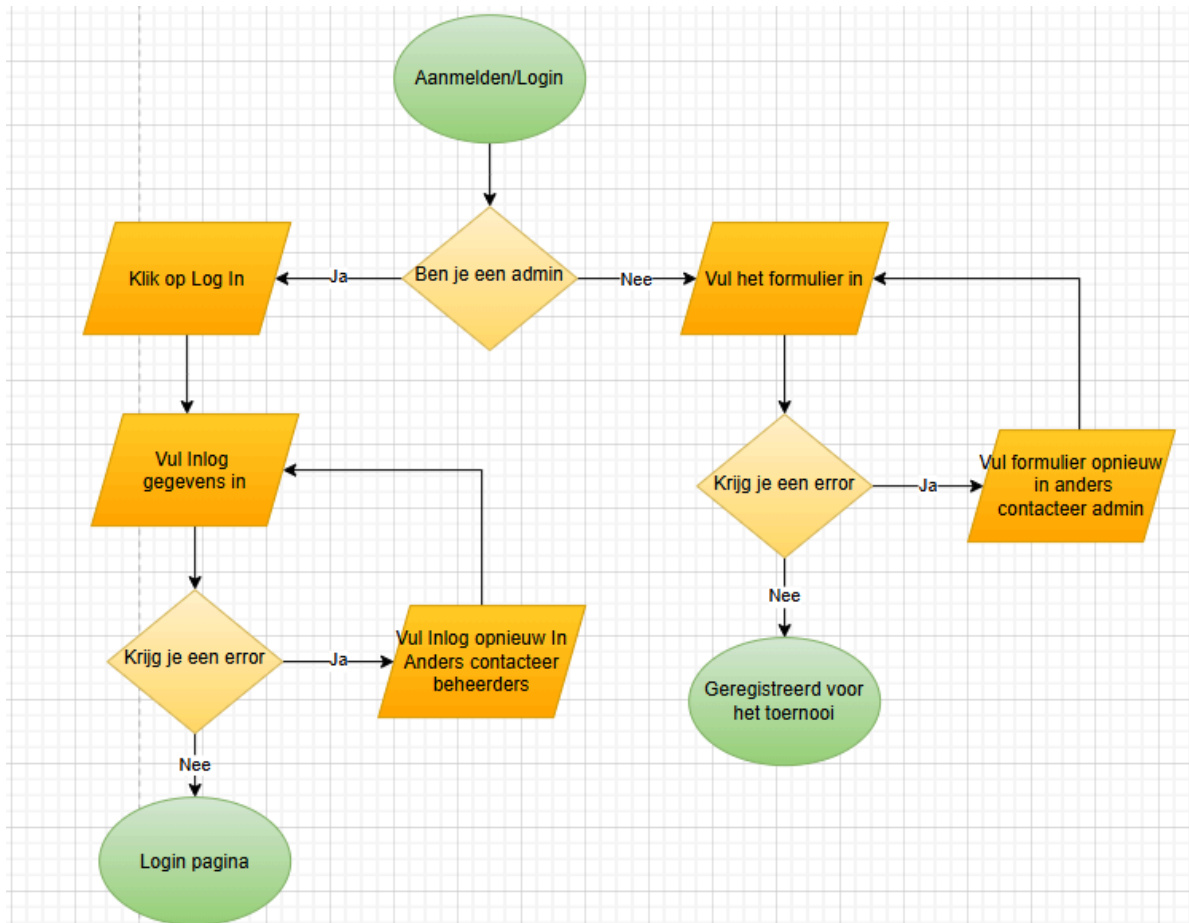 Aanmelden/Login
Ben je een admin
Ja
Nee
Klik op Log In
Vul het formulier in
Vul Inlog
gegevens in
Krijg je een error
Ja
Vul formulier opnieuw
in anders
contacteer admin
Nee
Krijg je een error
Ja
Vul Inlog opnieuw In
Anders contacteer
beheerders
Geregistreerd voor
het toernooi
Nee
Login pagina